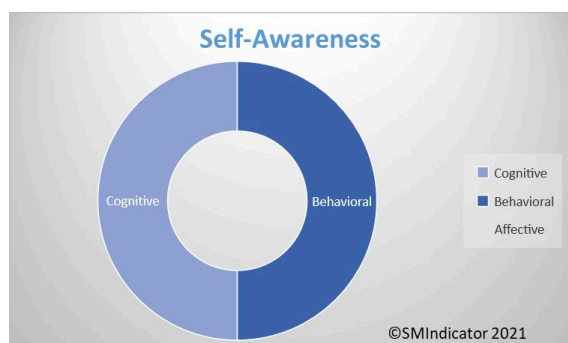 Self-Awareness
Cognitive
Behavioral
Cognitive
Behavioral
Affective
©SMIndicator 2021